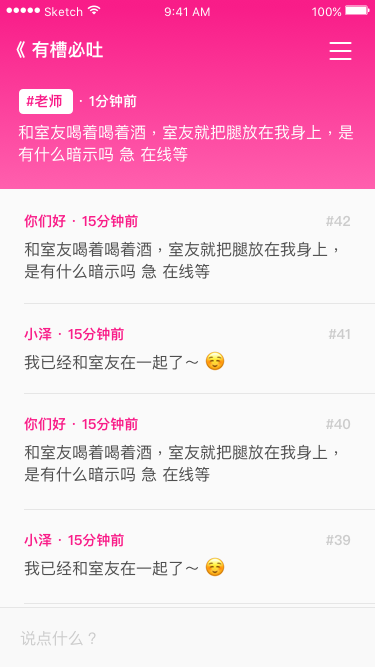 Sketch 9:41 AM 100%
《 有槽必吐
#老师 · 1分钟前
和室友喝着喝着酒，室友就把腿放在我身上，是
有什么暗示吗 急 在线等
你们好 · 15分钟前 #42
和室友喝着喝着酒，室友就把腿放在我身上，
是有什么暗示吗 急 在线等
小泽 · 15分钟前 #41
我已经和室友在一起了～ ☺️
你们好 · 15分钟前 #40
和室友喝着喝着酒，室友就把腿放在我身上，
是有什么暗示吗 急 在线等
小泽 · 15分钟前 #39
我已经和室友在一起了～ ☺️
说点什么？